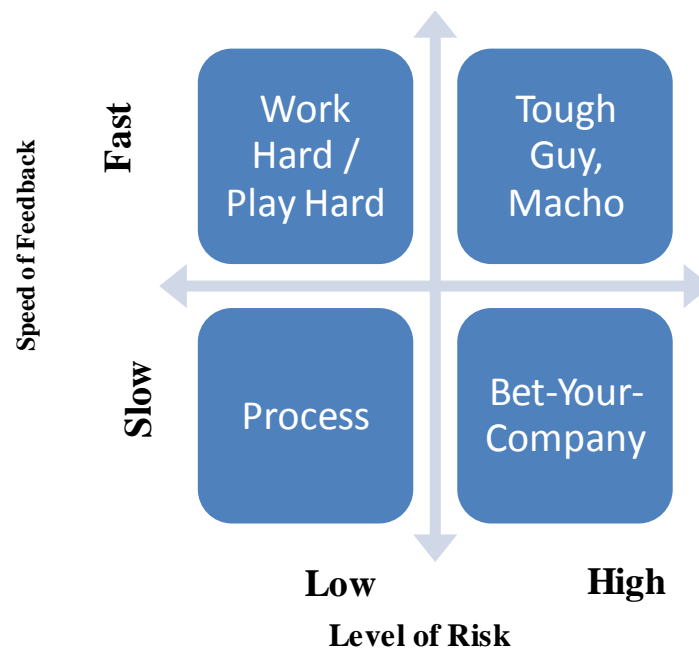 Speed of Feedback
Fast
Work
Hard /
Play Hard
Tough
Guy,
Macho
Slow
Process
Bet-Your-
Company
Low
High
Level of Risk